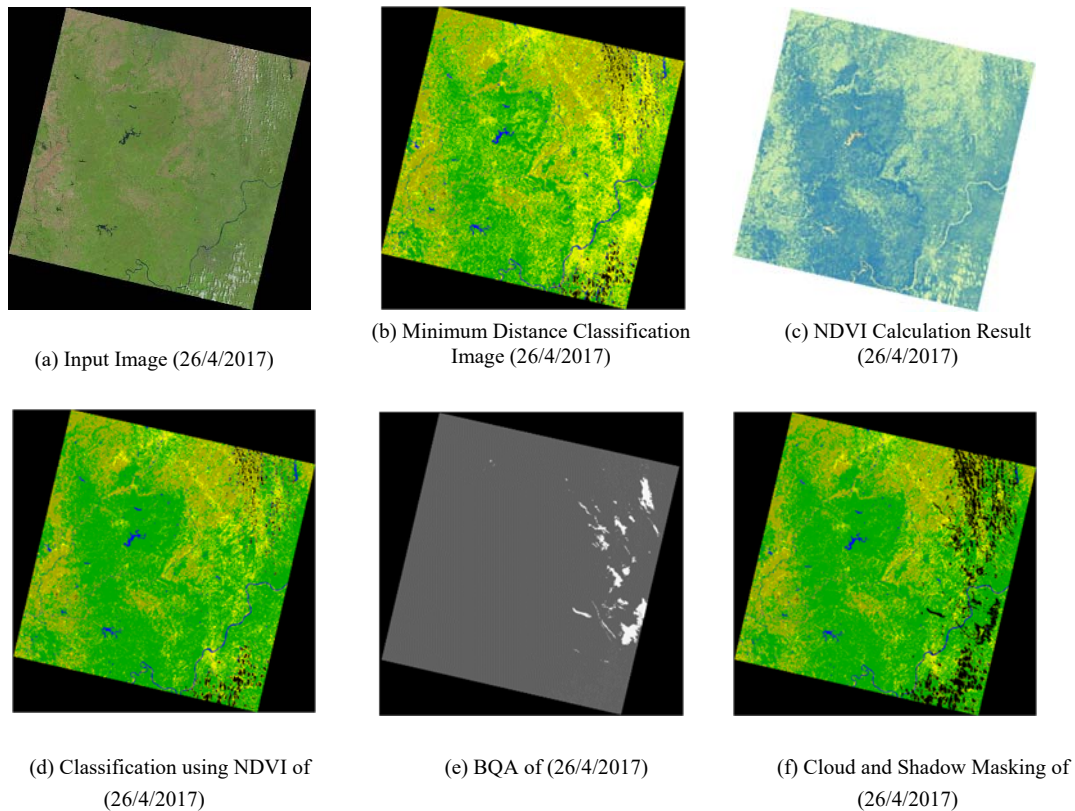 (a) Input Image (26/4/2017)
(b) Minimum Distance Classification
Image (26/4/2017)
(c) NDVI Calculation Result
(26/4/2017)
(d) Classification using NDVI of
(26/4/2017)
(e) BQA of (26/4/2017)
(f) Cloud and Shadow Masking of
(26/4/2017)